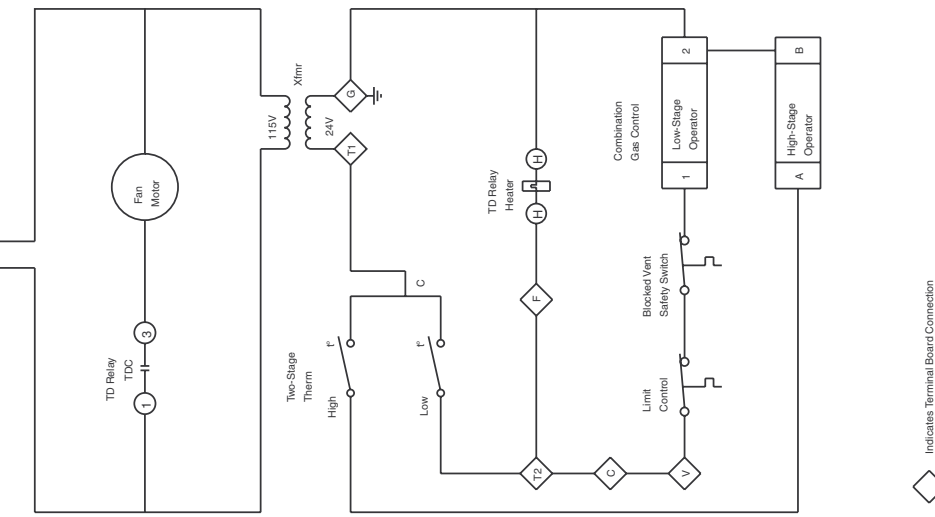 115V
Xfmr
24V
G
T1
Fan
Motor
3
TD Relay
TDC
1
C
Two-Stage
Therm
High
t°
Low
t°
TD Relay
Heater
H
H
F
T2
C
V
Combination
Gas Control
2
Low-Stage
Operator
1
B
High-Stage
Operator
A
Blocked Vent
Safety Switch
Limit
Control
Indicates Terminal Board Connection